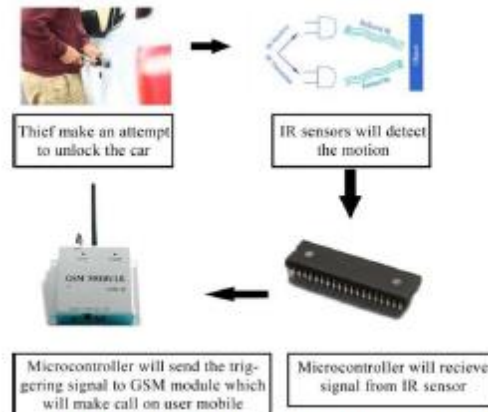 Thief make an attempt
to unlock the car
IR sensors will detect
the motion
GSM MODULE
Microcontroller will send the trig-
gering signal to GSM module which
will make call on user mobile
Microcontroller will recieve
signal from IR sensor